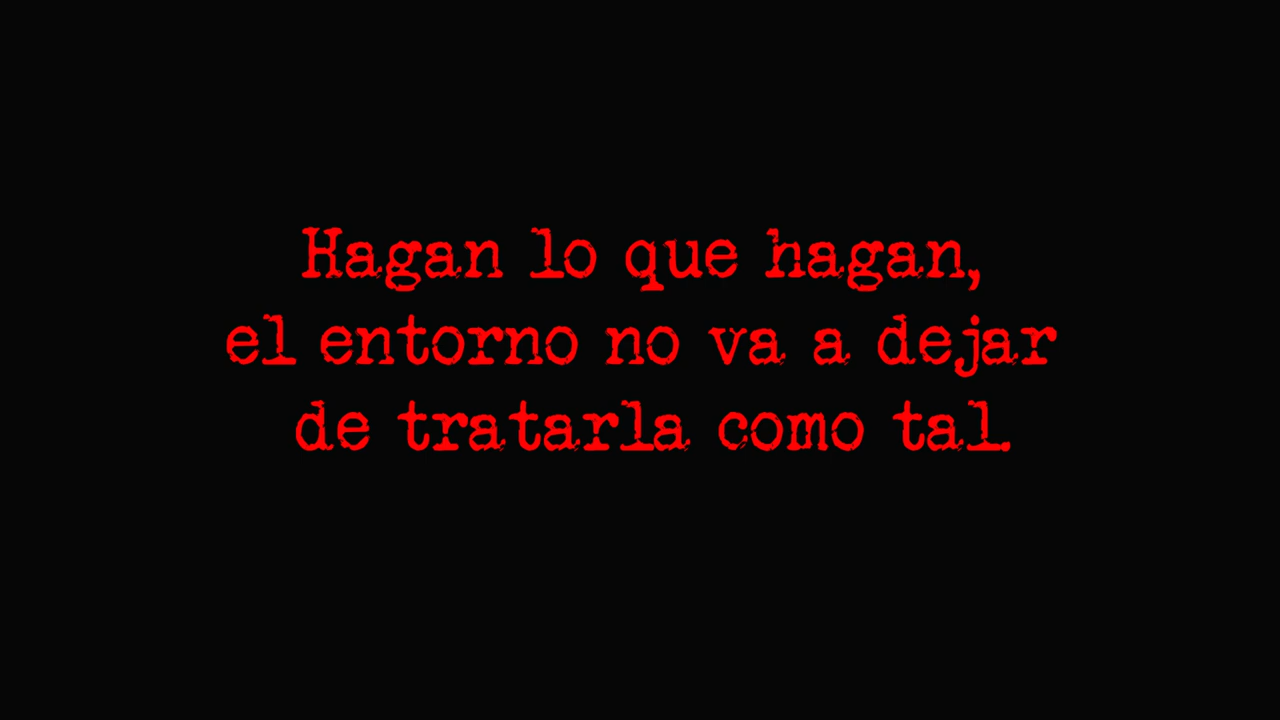 Hagan lo que hagan,
el entorno no va a dejar
de tratarla como tal.